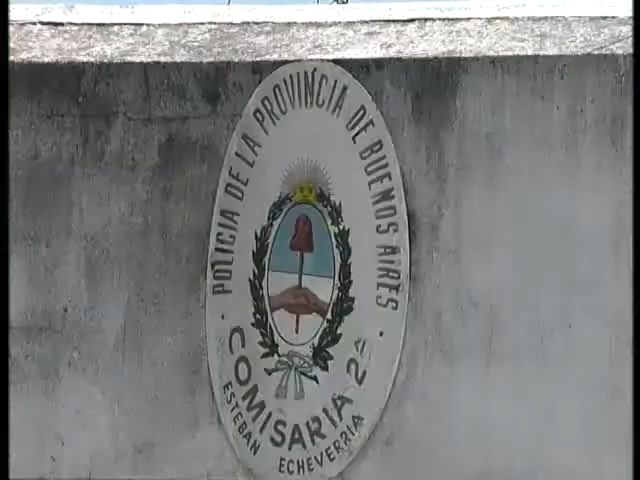 · POLICIA DE LA PROVINCIA DE BUENOS AIRES ·
COMISARIA 2ª
ESTEBAN ECHEVERRIA